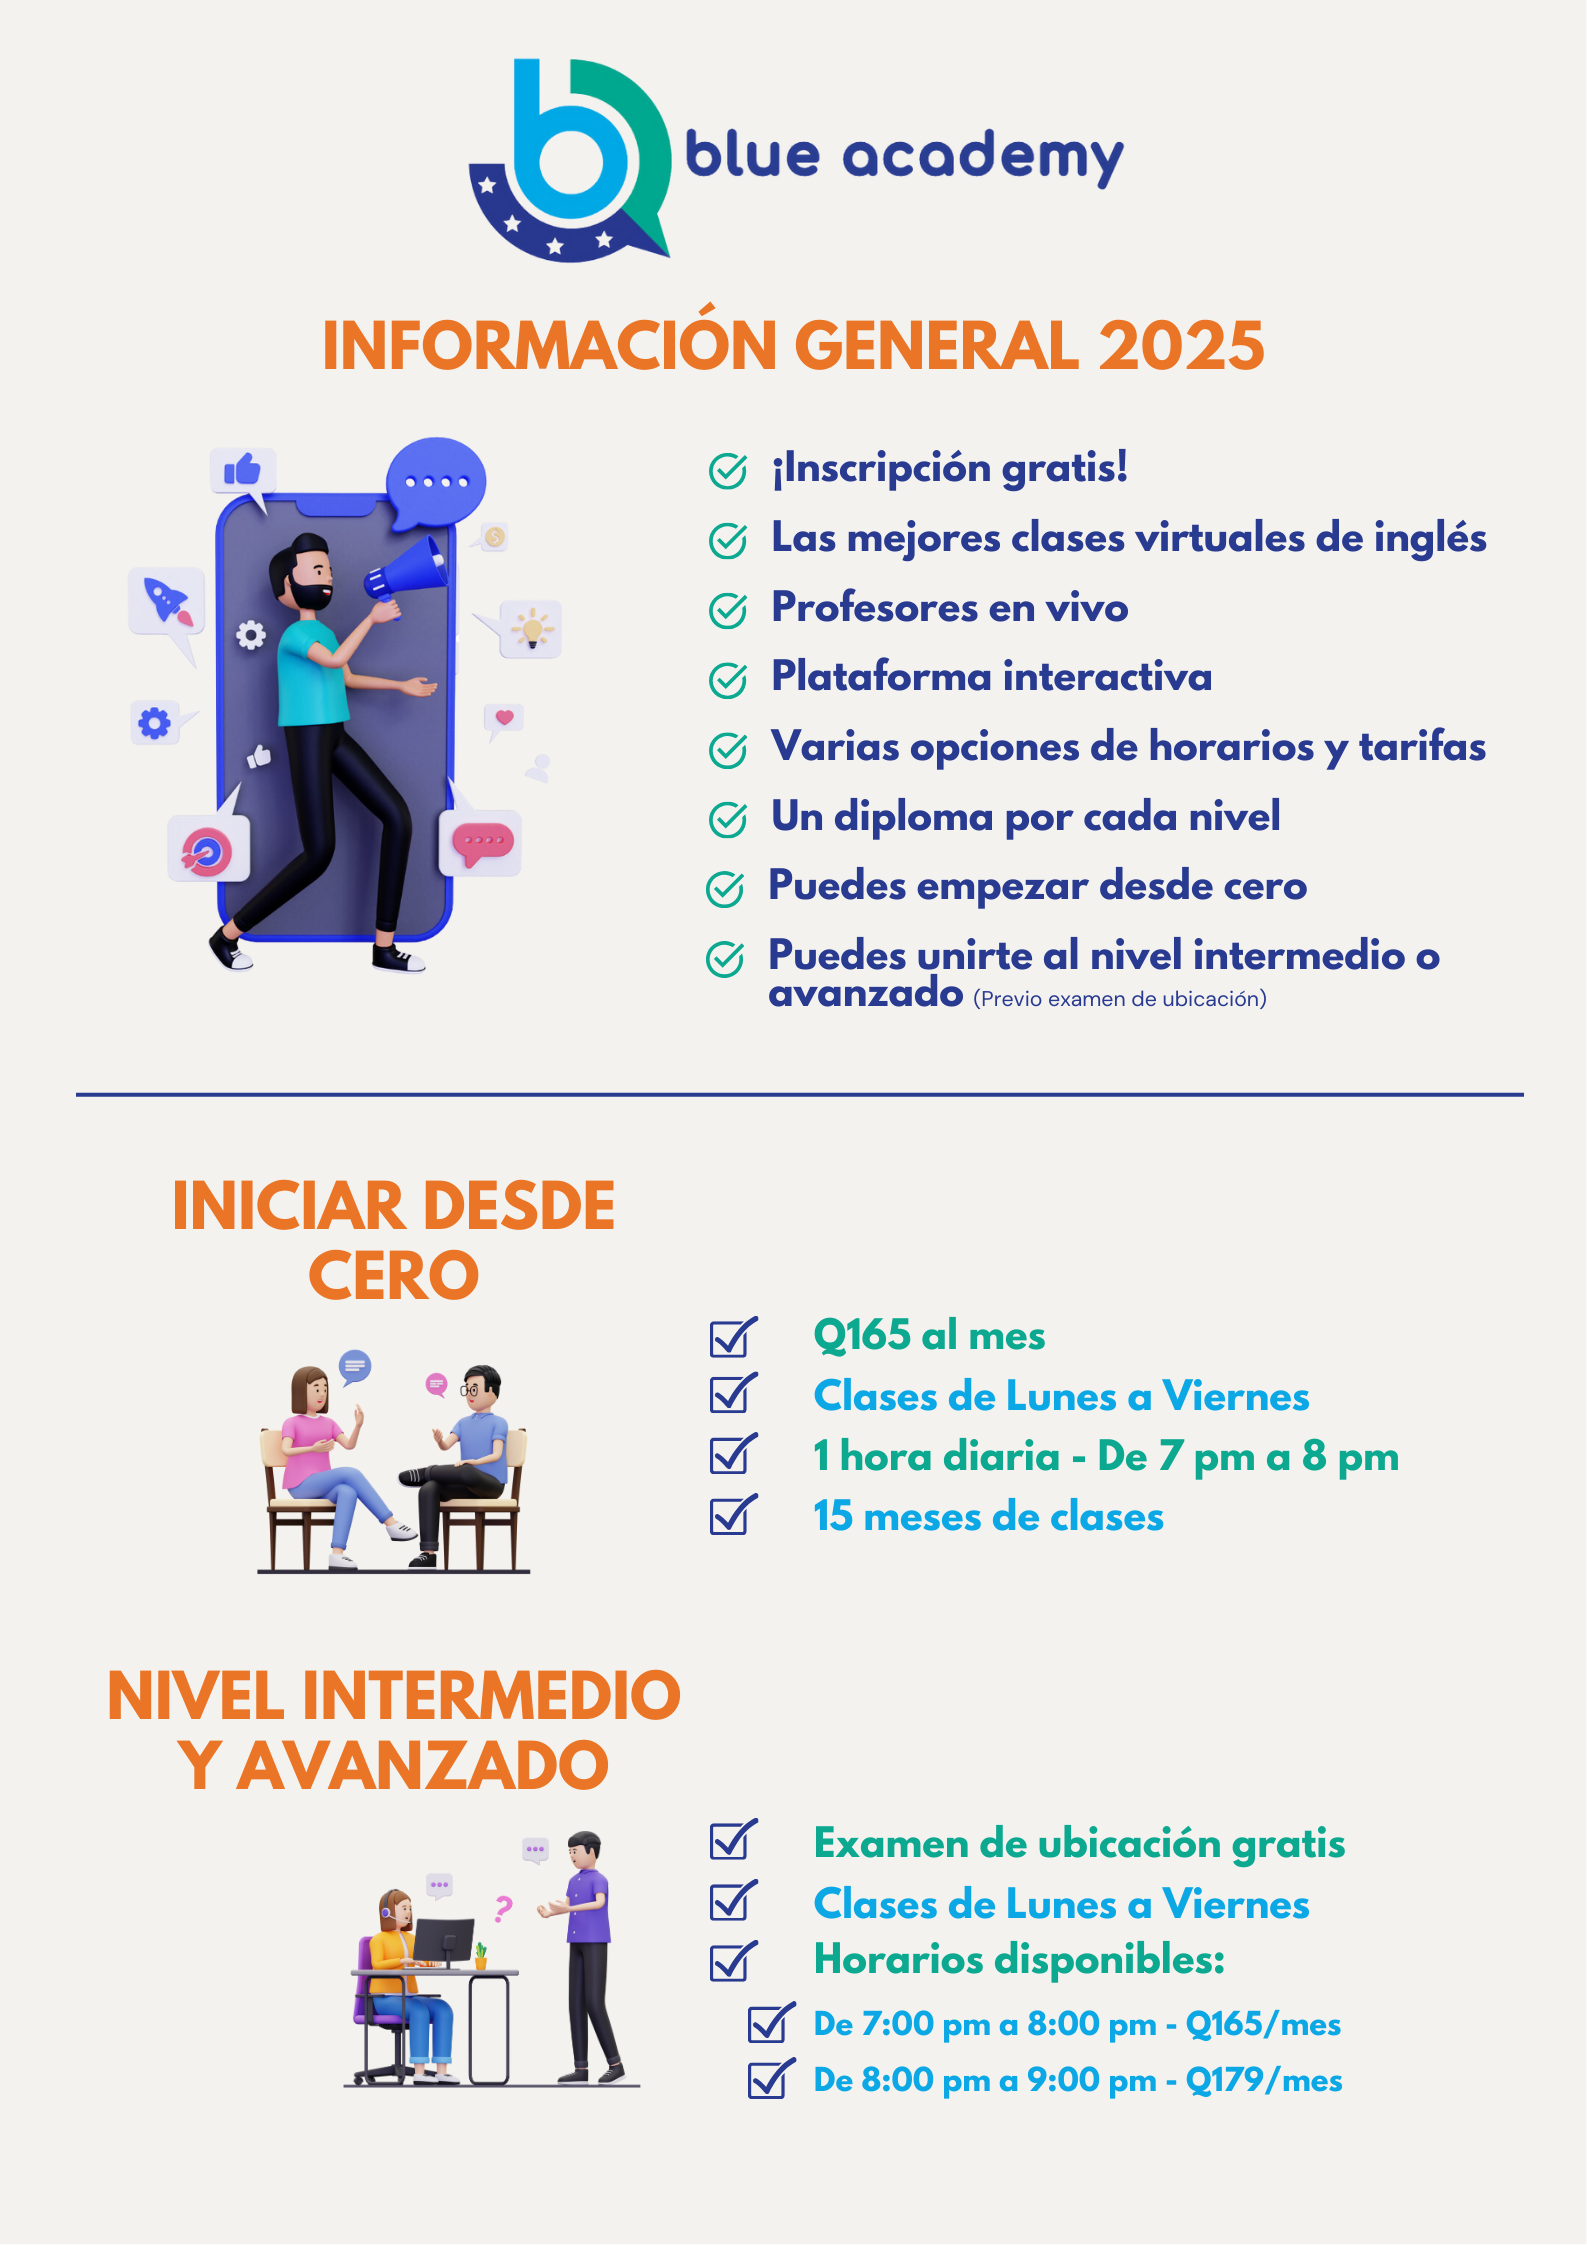 blue academy
INFORMACIÓN GENERAL 2025
¡Inscripción gratis!
Las mejores clases virtuales de inglés
Profesores en vivo
Plataforma interactiva
Varias opciones de horarios y tarifas
Un diploma por cada nivel
Puedes empezar desde cero
Puedes unirte al nivel intermedio o
avanzado (Previo examen de ubicación)
INICIAR DESDE
CERO
Q165 al mes
Clases de Lunes a Viernes
1 hora diaria - De 7 pm a 8 pm
15 meses de clases
NIVEL INTERMEDIO
Y AVANZADO
Examen de ubicación gratis
Clases de Lunes a Viernes
Horarios disponibles:
De 7:00 pm a 8:00 pm - Q165/mes
De 8:00 pm a 9:00 pm - Q179/mes